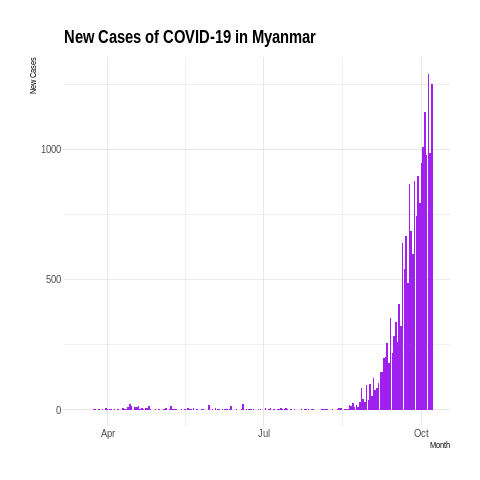 New Cases of COVID-19 in Myanmar
New Cases
1000
500
0
Apr
Jul
Oct
Month